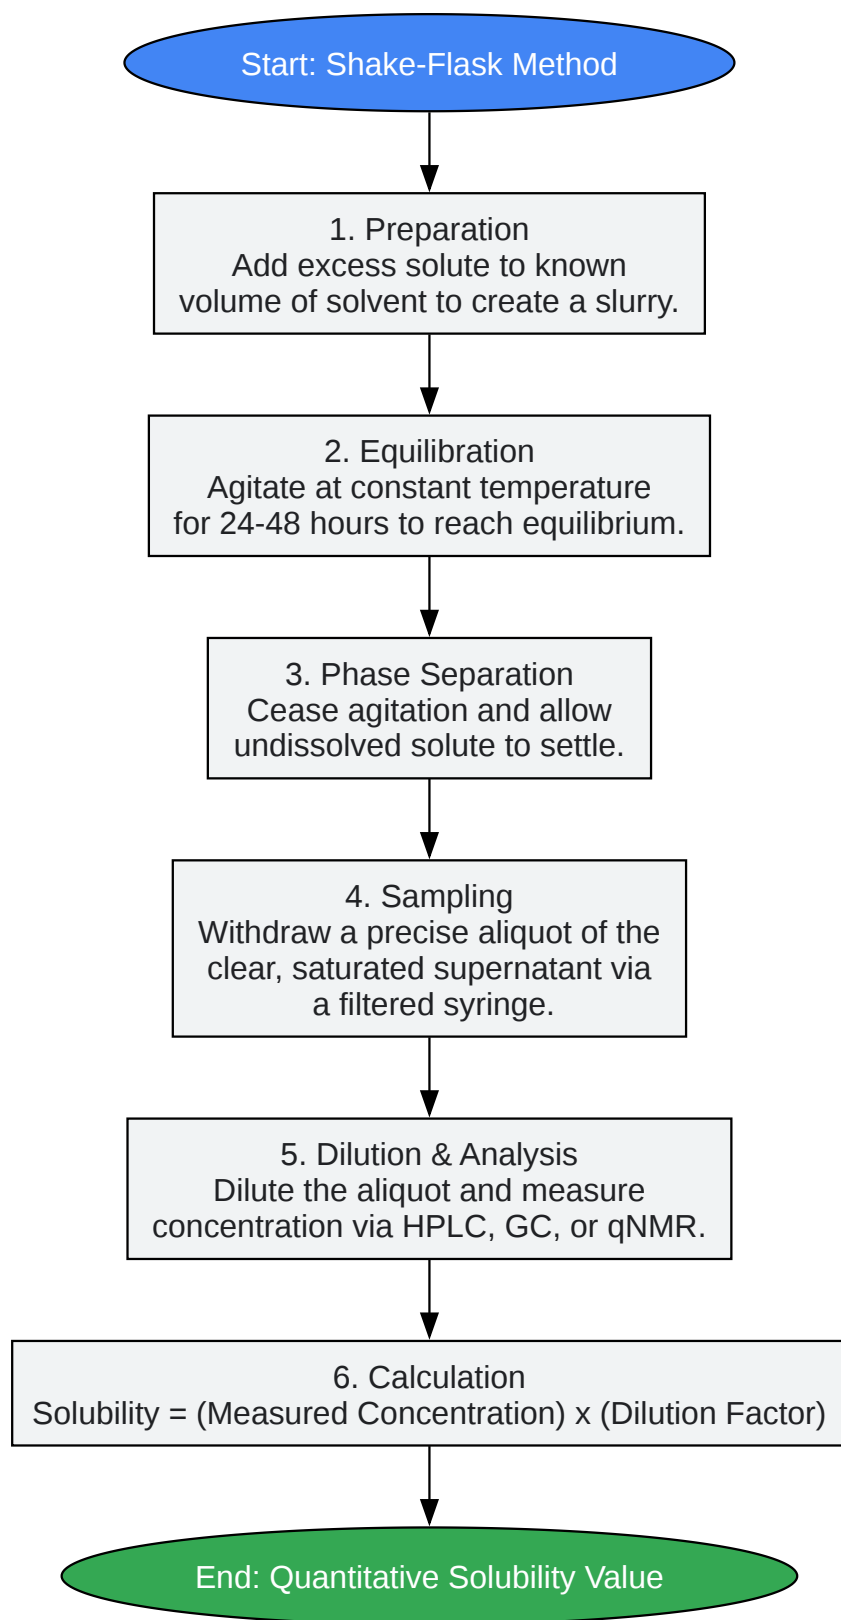 Start: Shake-Flask Method
1. Preparation
Add excess solute to known
volume of solvent to create a slurry.
2. Equilibration
Agitate at constant temperature
for 24-48 hours to reach equilibrium.
3. Phase Separation
Cease agitation and allow
undissolved solute to settle.
4. Sampling
Withdraw a precise aliquot of the
clear, saturated supernatant via
a filtered syringe.
5. Dilution & Analysis
Dilute the aliquot and measure
concentration via HPLC, GC, or qNMR.
6. Calculation
Solubility = (Measured Concentration) x (Dilution Factor)
End: Quantitative Solubility Value